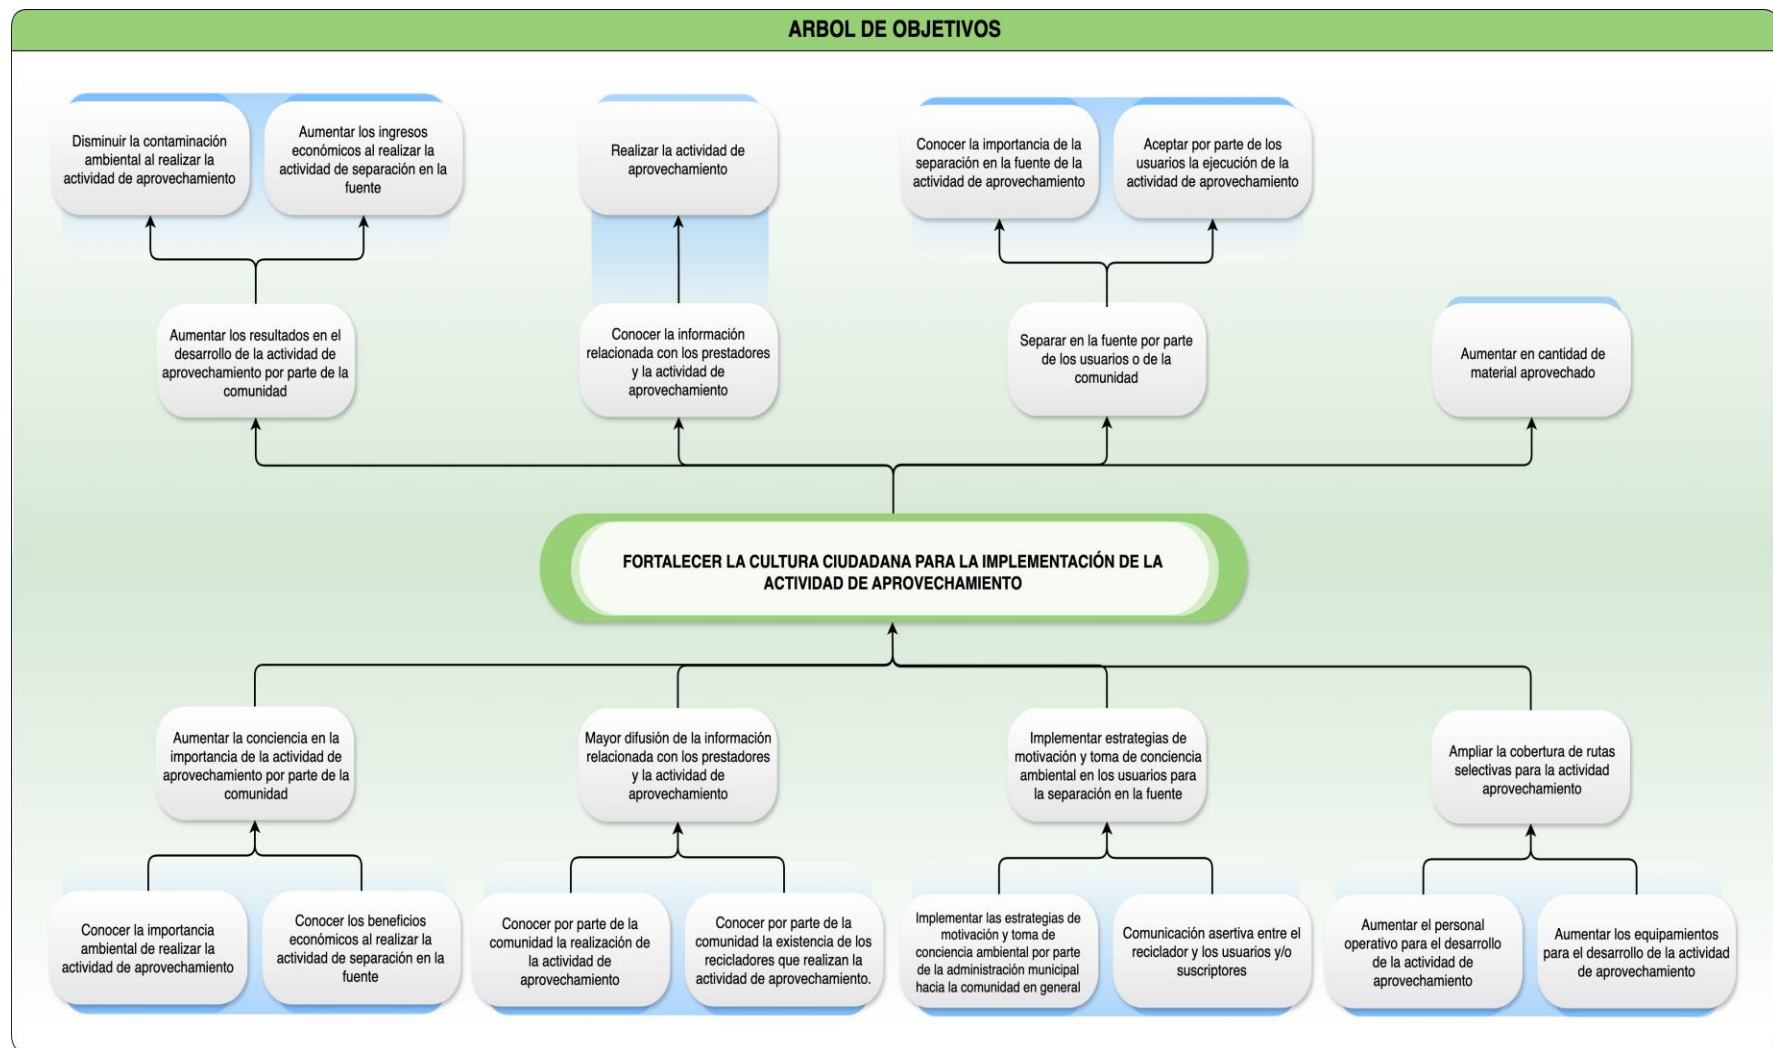 ARBOL DE OBJETIVOS
Disminuir la contaminación
ambiental al realizar la
actividad de aprovechamiento
Aumentar los ingresos
económicos al realizar la
actividad de separación en la
fuente
Realizar la actividad de
aprovechamiento
Conocer la importancia de la
separación en la fuente de la
actividad de aprovechamiento
Aceptar por parte de los
usuarios la ejecución de la
actividad de aprovechamiento
Aumentar los resultados en el
desarrollo de la actividad de
aprovechamiento por parte de la
comunidad
Conocer la información
relacionada con los prestadores
y la actividad de
aprovechamiento
Separar en la fuente por parte
de los usuarios o de la
comunidad
Aumentar en cantidad de
material aprovechado
FORTALECER LA CULTURA CIUDADANA PARA LA IMPLEMENTACIÓN DE LA
ACTIVIDAD DE APROVECHAMIENTO
Aumentar la conciencia en la
importancia de la actividad de
aprovechamiento por parte de la
comunidad
Mayor difusión de la información
relacionada con los prestadores
y la actividad de
aprovechamiento
Implementar estrategias de
motivación y toma de conciencia
ambiental en los usuarios para
la separación en la fuente
Ampliar la cobertura de rutas
selectivas para la actividad
aprovechamiento
Conocer la importancia
ambiental de realizar la
actividad de aprovechamiento
Conocer los beneficios
económicos al realizar la
actividad de separación en la
fuente
Conocer por parte de la
comunidad la realización de
la actividad de
aprovechamiento
Conocer por parte de la
comunidad la existencia de los
recicladores que realizan la
actividad de aprovechamiento.
Implementar las estrategias de
motivación y toma de
conciencia ambiental por parte
de la administración municipal
hacia la comunidad en general
Comunicación asertiva entre el
reciclador y los usuarios y/o
suscriptores
Aumentar el personal
operativo para el desarrollo
de la actividad de
aprovechamiento
Aumentar los equipamientos
para el desarrollo de la actividad
de aprovechamiento